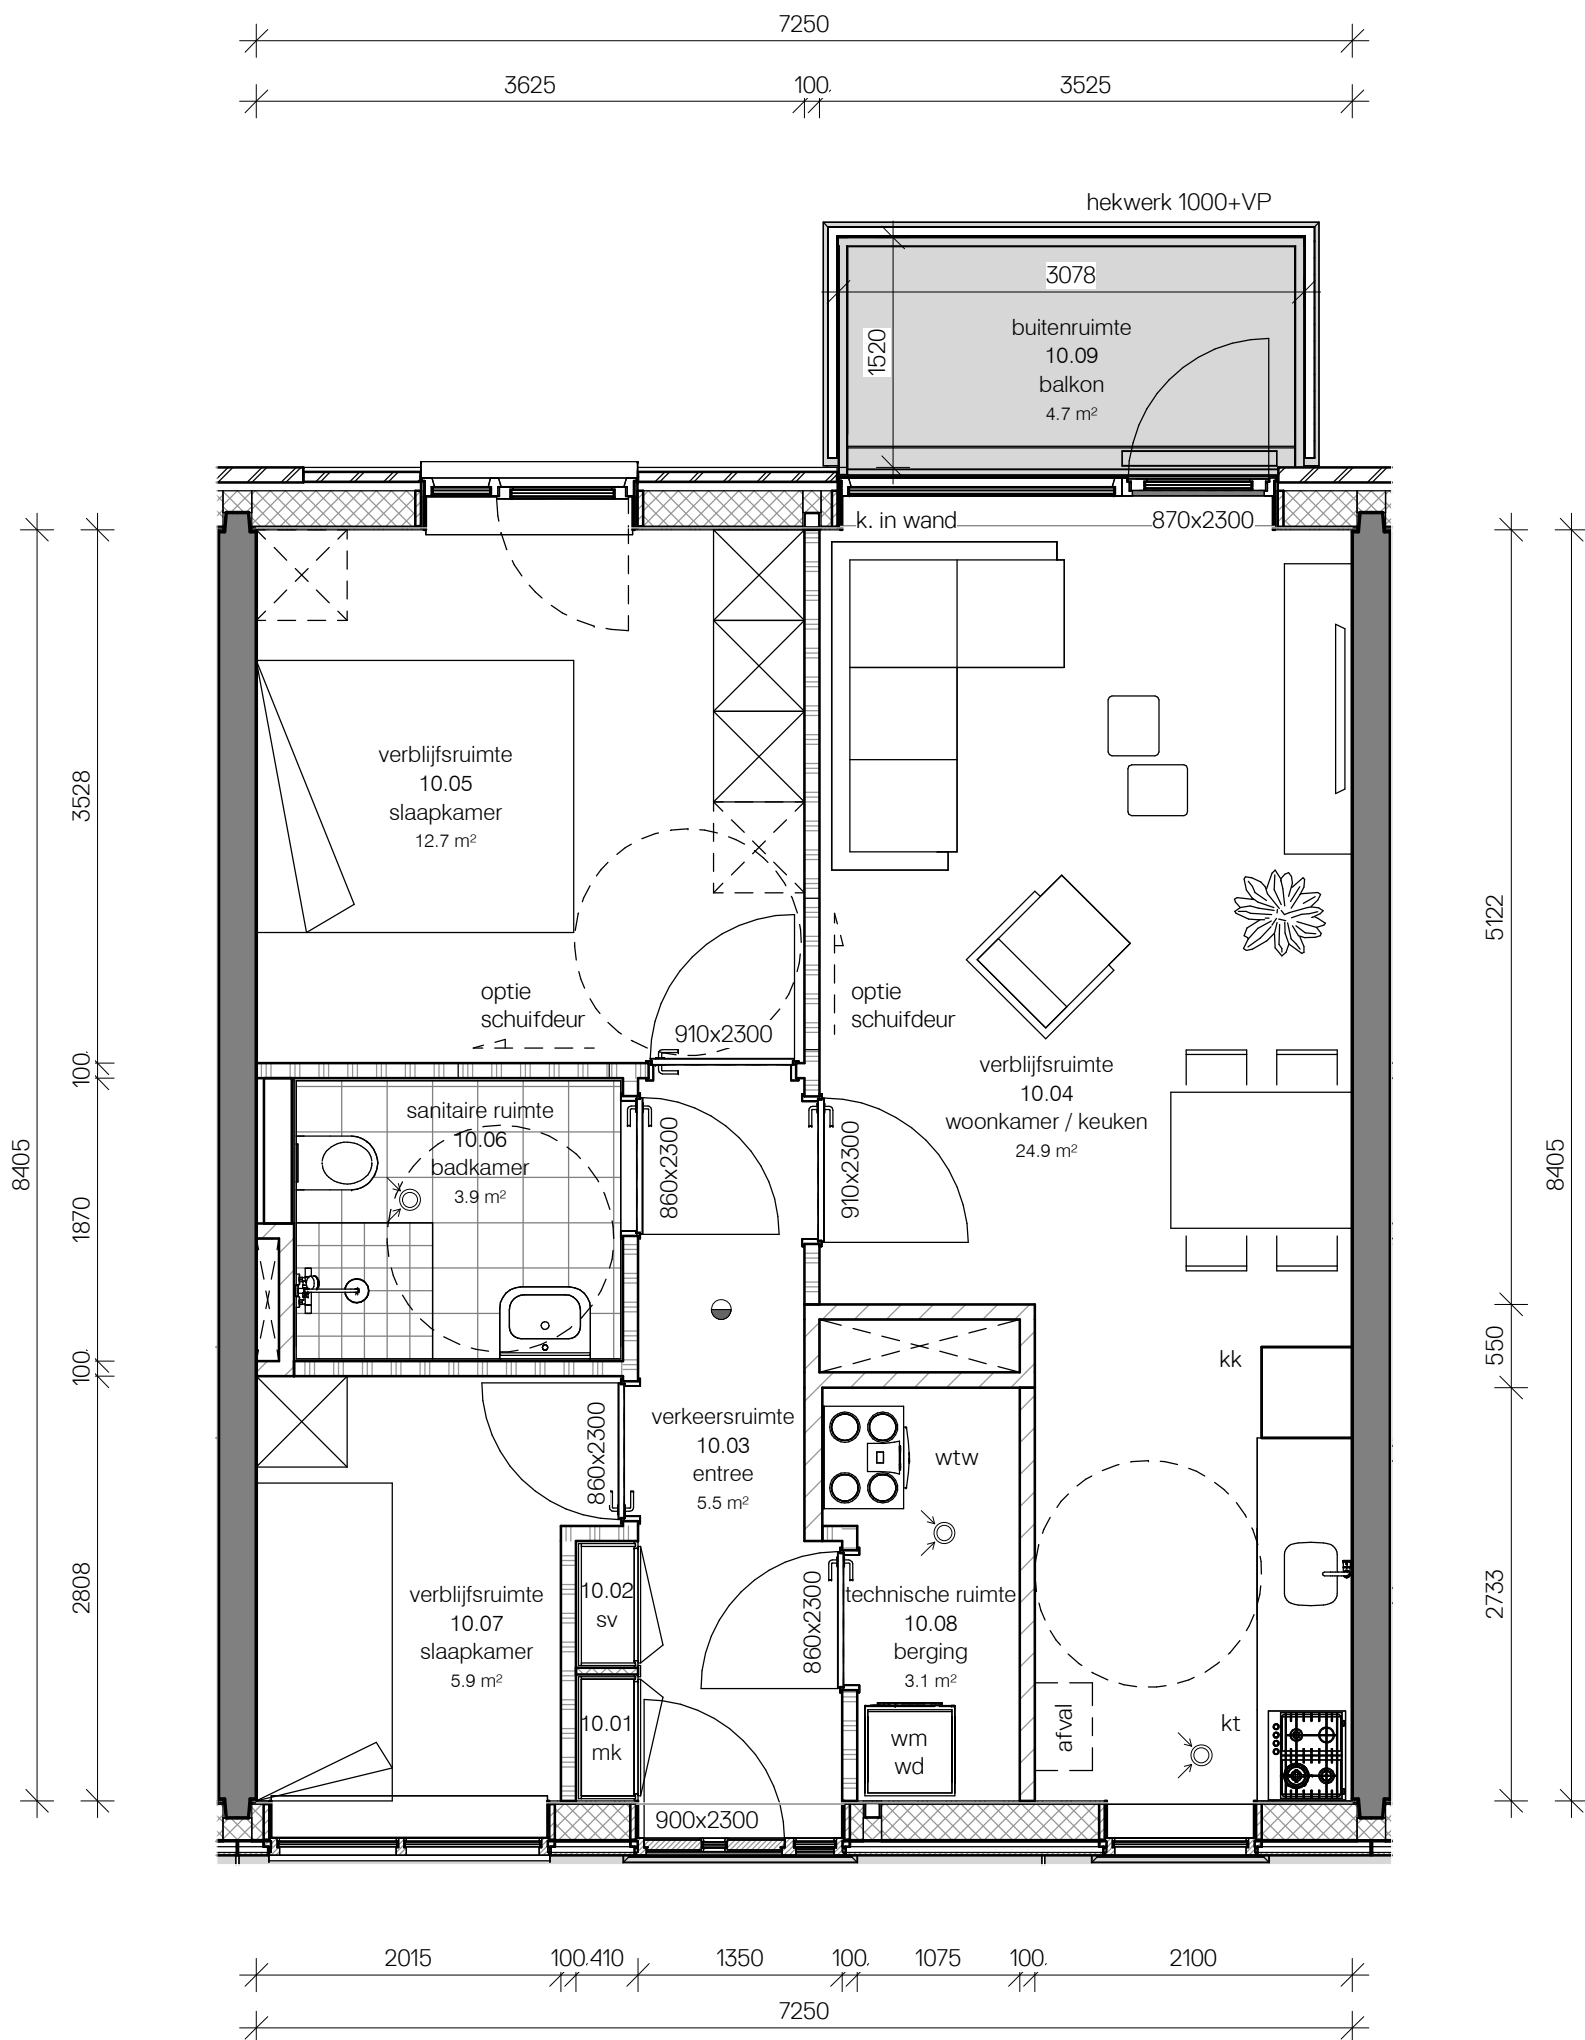 7250
3625
100
3525
hekwerk 1000+VP
3078
1520
buitenruimte
10.09
balkon
4.7 m²
k. in wand
870x2300
verblijfsruimte
10.05
slaapkamer
12.7 m²
3528
5122
optie
schuifdeur
optie
schuifdeur
910x2300
verblijfsruimte
10.04
woonkamer / keuken
24.9 m²
100
sanitaire ruimte
10.06
badkamer
3.9 m²
860x2300
910x2300
8405
1870
8405
550
100
kk
860x2300
verkeersruimte
10.03
entree
5.5 m²
wtw
2808
2733
verblijfsruimte
10.07
slaapkamer
5.9 m²
10.02
sv
860x2300
technische ruimte
10.08
berging
3.1 m²
10.01
mk
wm
wd
afval
kt
900x2300
2015
100
410
1350
100
1075
100
2100
7250